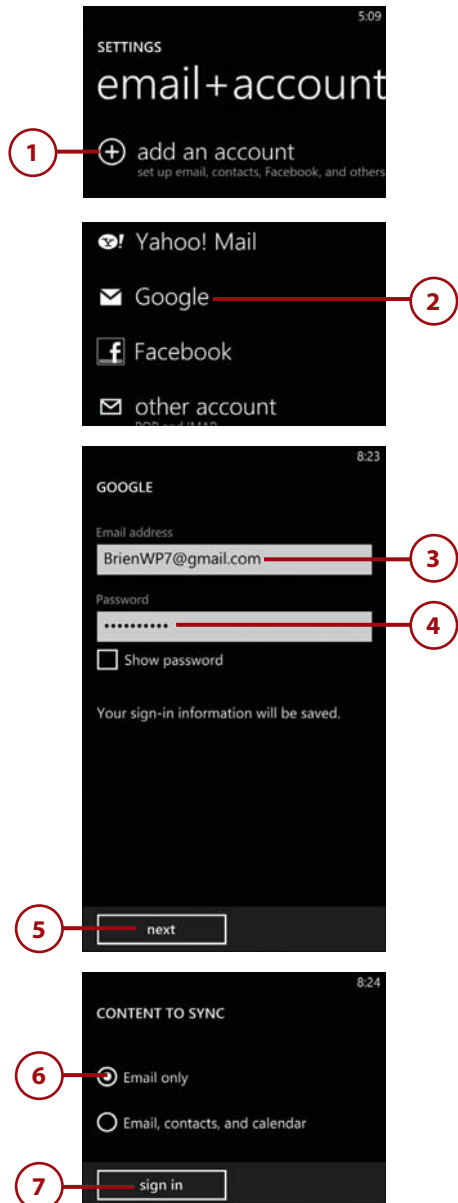 5:09
SETTINGS
email+account
1
add an account
set up email, contacts, Facebook, and others
Yahoo! Mail
Google
2
Facebook
other account
POP and IMAP
8:23
GOOGLE
Email address
BrienWP7@gmail.com
3
Password
••••••••••
4
Show password
Your sign-in information will be saved.
5
next
8:24
CONTENT TO SYNC
6
Email only
Email, contacts, and calendar
7
sign in